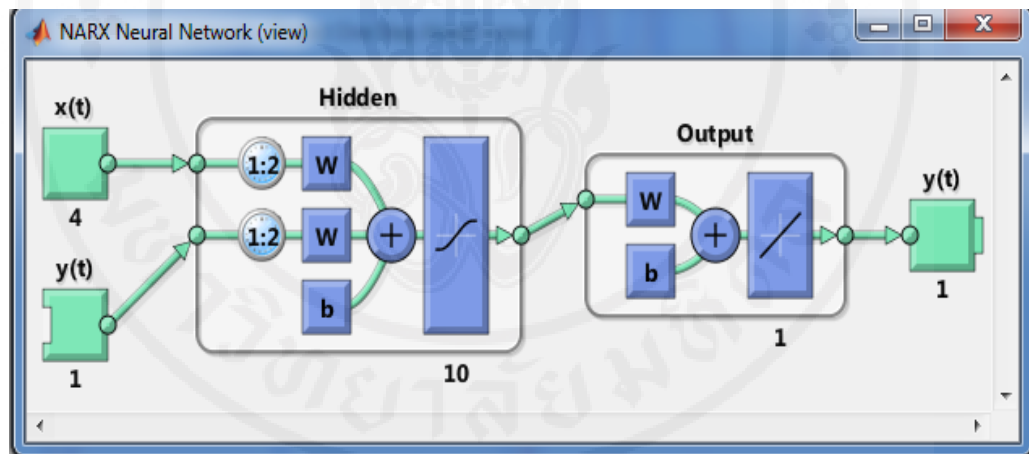 NARX Neural Network (view)
x(t)
4
y(t)
1
Hidden
1:2
W
1:2
W
b
10
Output
W
b
1
y(t)
1